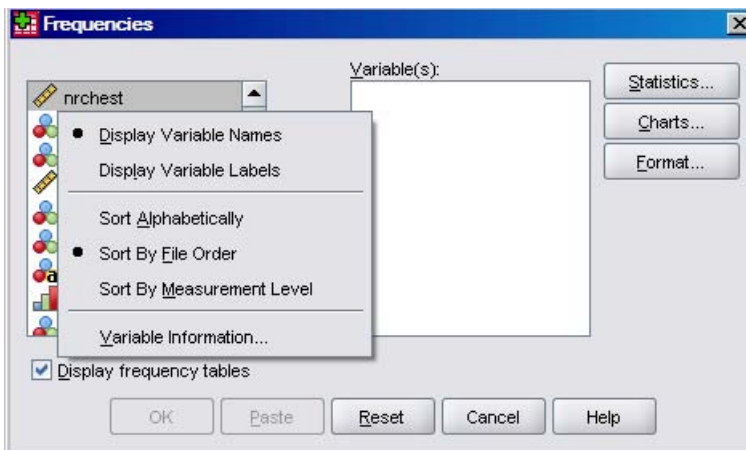 Frequencies
Variable(s):
nrchest
Statistics...
Charts...
Format...
Display Variable Names
Display Variable Labels
Sort Alphabetically
Sort By File Order
Sort By Measurement Level
Variable Information...
a
Display frequency tables
OK
Paste
Reset
Cancel
Help